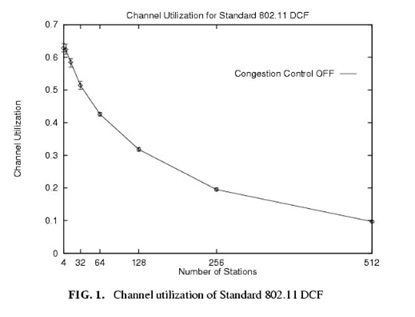 Channel Utilization for Standard 802.11 DCF
0.7
0.6
0.5
0.4
0.3
0.2
0.1
0
Channel Utilization
Congestion Control OFF
4 32 64 128 256 512
Number of Stations
FIG. 1. Channel utilization of Standard 802.11 DCF